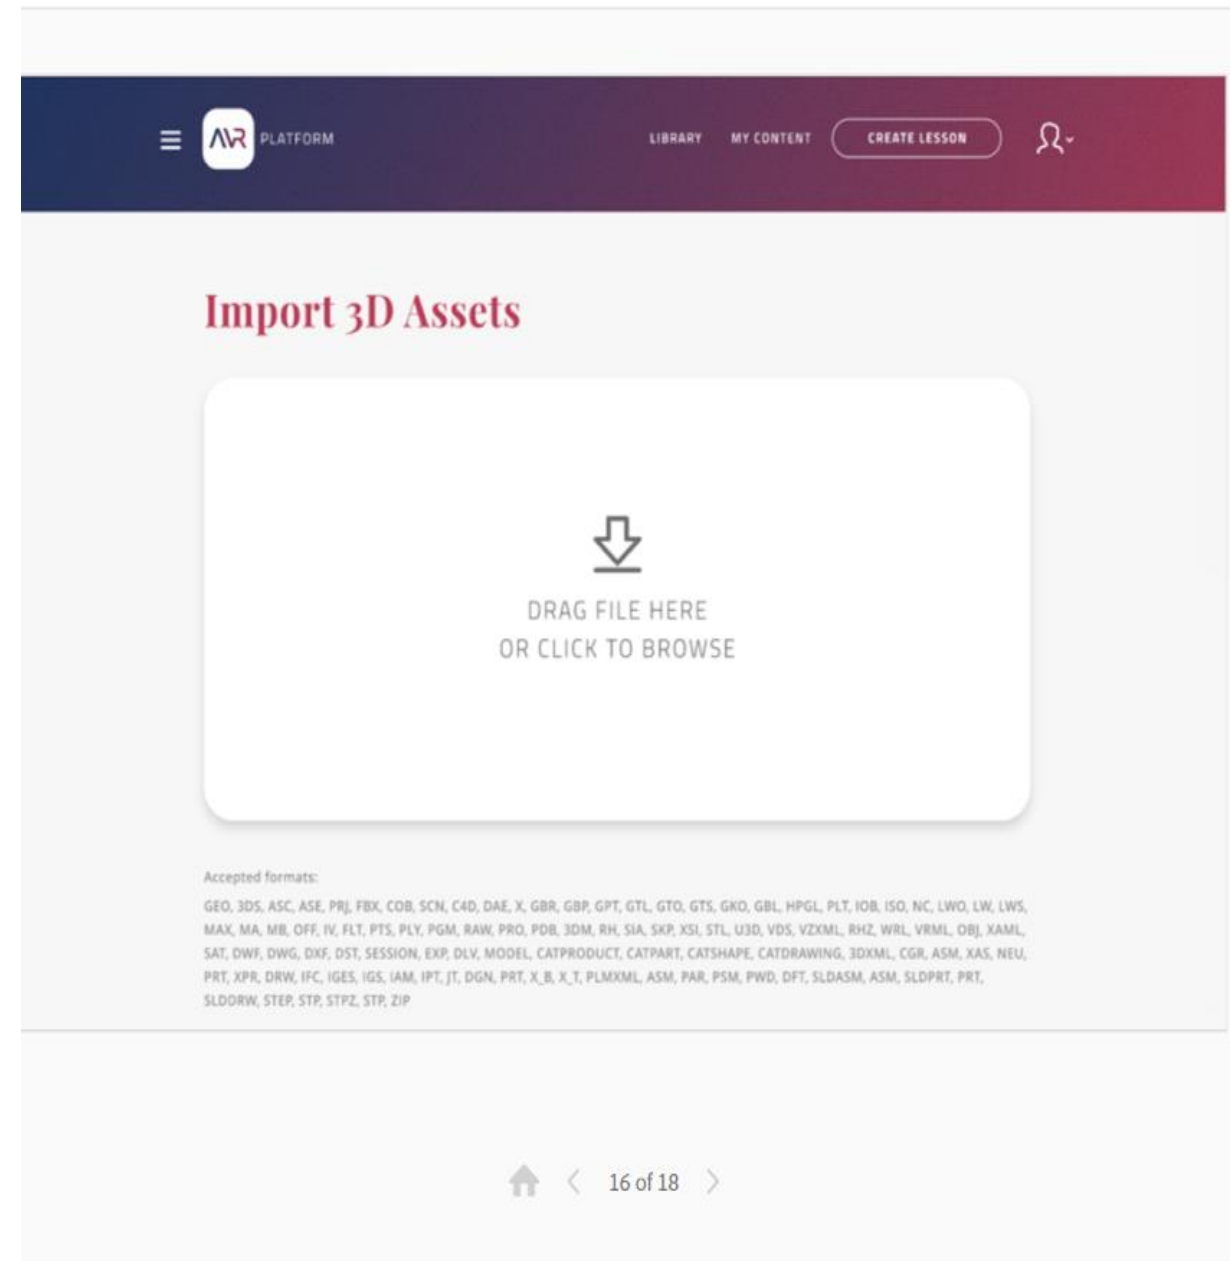 AVR PLATFORM LIBRARY MY CONTENT CREATE LESSON
Import 3D Assets
DRAG FILE HERE
OR CLICK TO BROWSE
Accepted formats:
GEO, 3DS, ASC, ASE, PRJ, FBX, COB, SCN, C4D, DAE, X, GBR, GBP, GPT, GTL, GTO, GTS, GKO, GBL, HPGL, PLT, IOB, ISO, NC, LWO, LW, LWS,
MAX, MA, MB, OFF, IV, FLT, PTS, PLY, PGM, RAW, PRO, PDB, 3DM, RH, SIA, SKP, XSI, STL, U3D, VDS, VZXML, RHZ, WRL, VRML, OBJ, XAML,
SAT, DWF, DWG, DXF, DST, SESSION, EXP, DLV, MODEL, CATPRODUCT, CATPART, CATSHAPE, CATDRAWING, 3DXML, CGR, ASM, XAS, NEU,
PRT, XPR, DRW, IFC, IGES, IGS, IAM, IPT, JT, DGN, PRT, X_B, X_T, PLMXML, ASM, PAR, PSM, PWD, DFT, SLDASM, ASM, SLDPRT, PRT,
SLDDRW, STEP, STP, STPZ, STP, ZIP
16 of 18